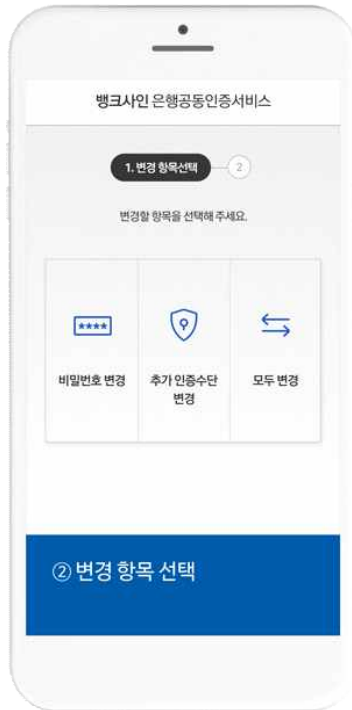 뱅크사인 은행공동인증서비스
1. 변경 항목선택 2
변경할 항목을 선택해 주세요.
****
비밀번호 변경
추가 인증수단
변경
모두 변경
② 변경 항목 선택